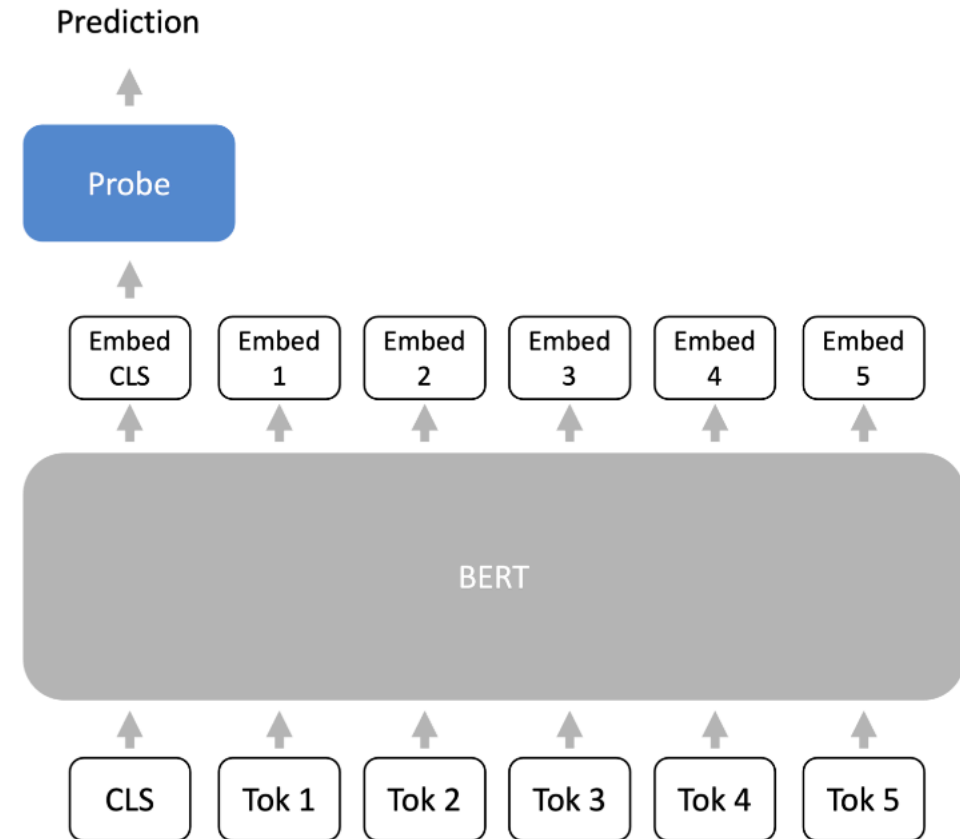 Prediction
Probe
Embed CLS
Embed 1
Embed 2
Embed 3
Embed 4
Embed 5
BERT
CLS
Tok 1
Tok 2
Tok 3
Tok 4
Tok 5